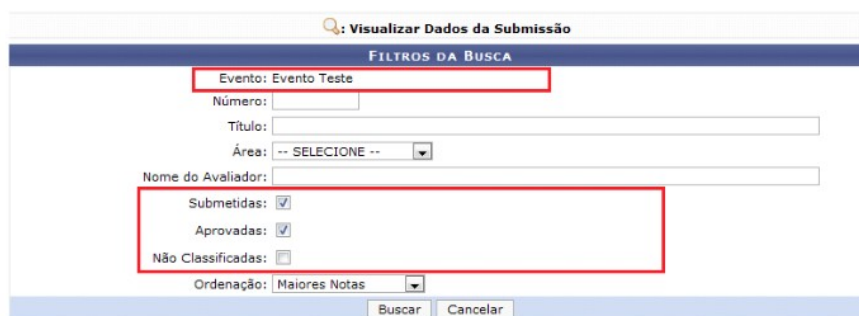 : Visualizar Dados da Submissão
FILTROS DA BUSCA
Evento: Evento Teste
Número:
Título:
Área: -- SELECIONE --
Nome do Avaliador:
Submetidas:
Aprovadas:
Não Classificadas:
Ordenação: Maiores Notas
Buscar Cancelar